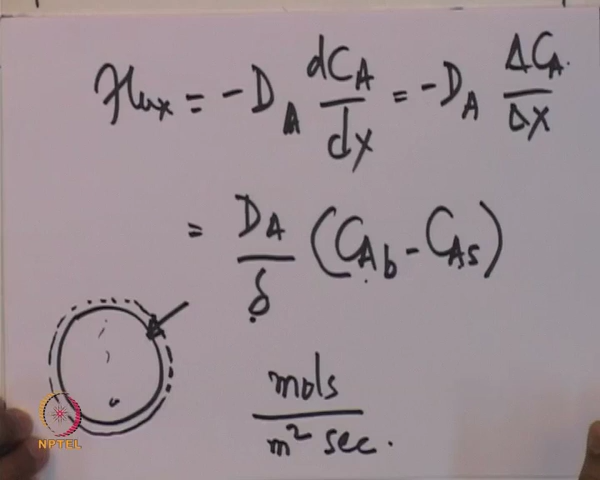 Flux = -D_A dC_A/dx = -D_A ΔC_A/Δx
= D_A/δ (C_Ab - C_As)
mols/m² sec.
NPTEL